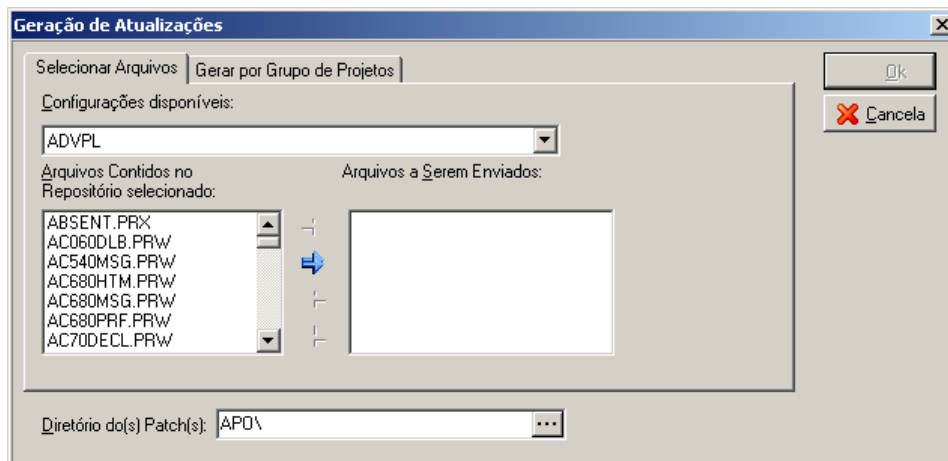 Geração de Atualizações
Selecionar Arquivos
Gerar por Grupo de Projetos
Ok
Cancela
Configurações disponíveis:
ADVPL
Arquivos Contidos no
Repositório selecionado:
Arquivos a Serem Enviados:
ABSENT.PRX
AC060DLB.PRW
AC540MSG.PRW
AC680HTM.PRW
AC680MSG.PRW
AC680PRF.PRW
AC70DECL.PRW
Diretório do(s) Patch(s):
APO\
...